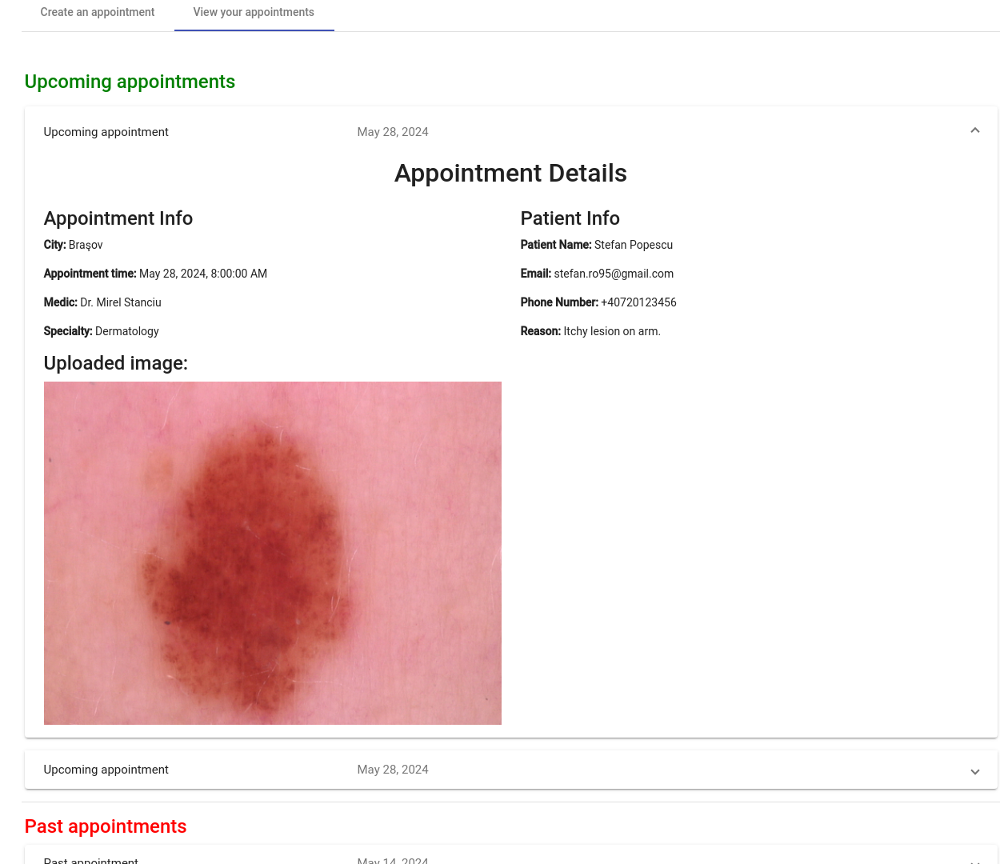 Create an appointment View your appointments
Upcoming appointments
Upcoming appointment May 28, 2024
Appointment Details
Appointment Info
City: Brașov
Appointment time: May 28, 2024, 8:00:00 AM
Medic: Dr. Mirel Stanciu
Specialty: Dermatology
Patient Info
Patient Name: Stefan Popescu
Email: stefan.ro95@gmail.com
Phone Number: +40720123456
Reason: Itchy lesion on arm.
Uploaded image:
Upcoming appointment May 28, 2024
Past appointments
Past appointment May 14, 2024